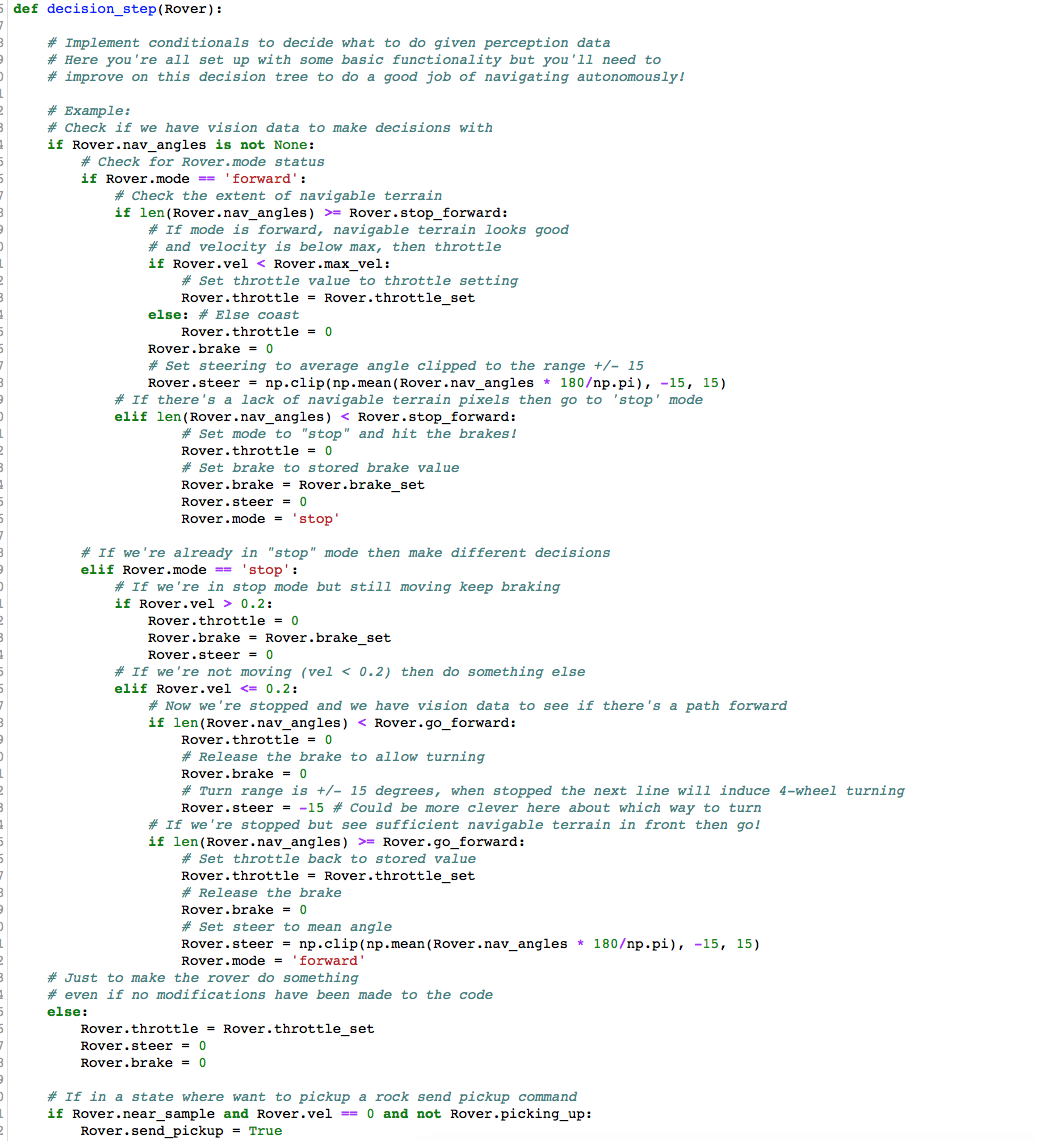 def decision_step(Rover):
    # Implement conditionals to decide what to do given perception data
    # Here you're all set up with some basic functionality but you'll need to
    # improve on this decision tree to do a good job of navigating autonomously!
    # Example:
    # Check if we have vision data to make decisions with
    if Rover.nav_angles is not None:
        # Check for Rover.mode status
        if Rover.mode == 'forward':
            # Check the extent of navigable terrain
            if len(Rover.nav_angles) >= Rover.stop_forward:
                # If mode is forward, navigable terrain looks good
                # and velocity is below max, then throttle
                if Rover.vel < Rover.max_vel:
                    # Set throttle value to throttle setting
                    Rover.throttle = Rover.throttle_set
                else: # Else coast
                    Rover.throttle = 0
                Rover.brake = 0
                # Set steering to average angle clipped to the range +/- 15
                Rover.steer = np.clip(np.mean(Rover.nav_angles * 180/np.pi), -15, 15)
            # If there's a lack of navigable terrain pixels then go to 'stop' mode
            elif len(Rover.nav_angles) < Rover.stop_forward:
                    # Set mode to "stop" and hit the brakes!
                    Rover.throttle = 0
                    # Set brake to stored brake value
                    Rover.brake = Rover.brake_set
                    Rover.steer = 0
                    Rover.mode = 'stop'
        # If we're already in "stop" mode then make different decisions
        elif Rover.mode == 'stop':
            # If we're in stop mode but still moving keep braking
            if Rover.vel > 0.2:
                Rover.throttle = 0
                Rover.brake = Rover.brake_set
                Rover.steer = 0
            # If we're not moving (vel < 0.2) then do something else
            elif Rover.vel <= 0.2:
                # Now we're stopped and we have vision data to see if there's a path forward
                if len(Rover.nav_angles) < Rover.go_forward:
                    Rover.throttle = 0
                    # Release the brake to allow turning
                    Rover.brake = 0
                    # Turn range is +/- 15 degrees, when stopped the next line will induce 4-wheel turning
                    Rover.steer = -15 # Could be more clever here about which way to turn
                # If we're stopped but see sufficient navigable terrain in front then go!
                if len(Rover.nav_angles) >= Rover.go_forward:
                    # Set throttle back to stored value
                    Rover.throttle = Rover.throttle_set
                    # Release the brake
                    Rover.brake = 0
                    # Set steer to mean angle
                    Rover.steer = np.clip(np.mean(Rover.nav_angles * 180/np.pi), -15, 15)
                    Rover.mode = 'forward'
    # Just to make the rover do something
    # even if no modifications have been made to the code
    else:
        Rover.throttle = Rover.throttle_set
        Rover.steer = 0
        Rover.brake = 0
    # If in a state where want to pickup a rock send pickup command
    if Rover.near_sample and Rover.vel == 0 and not Rover.picking_up:
        Rover.send_pickup = True